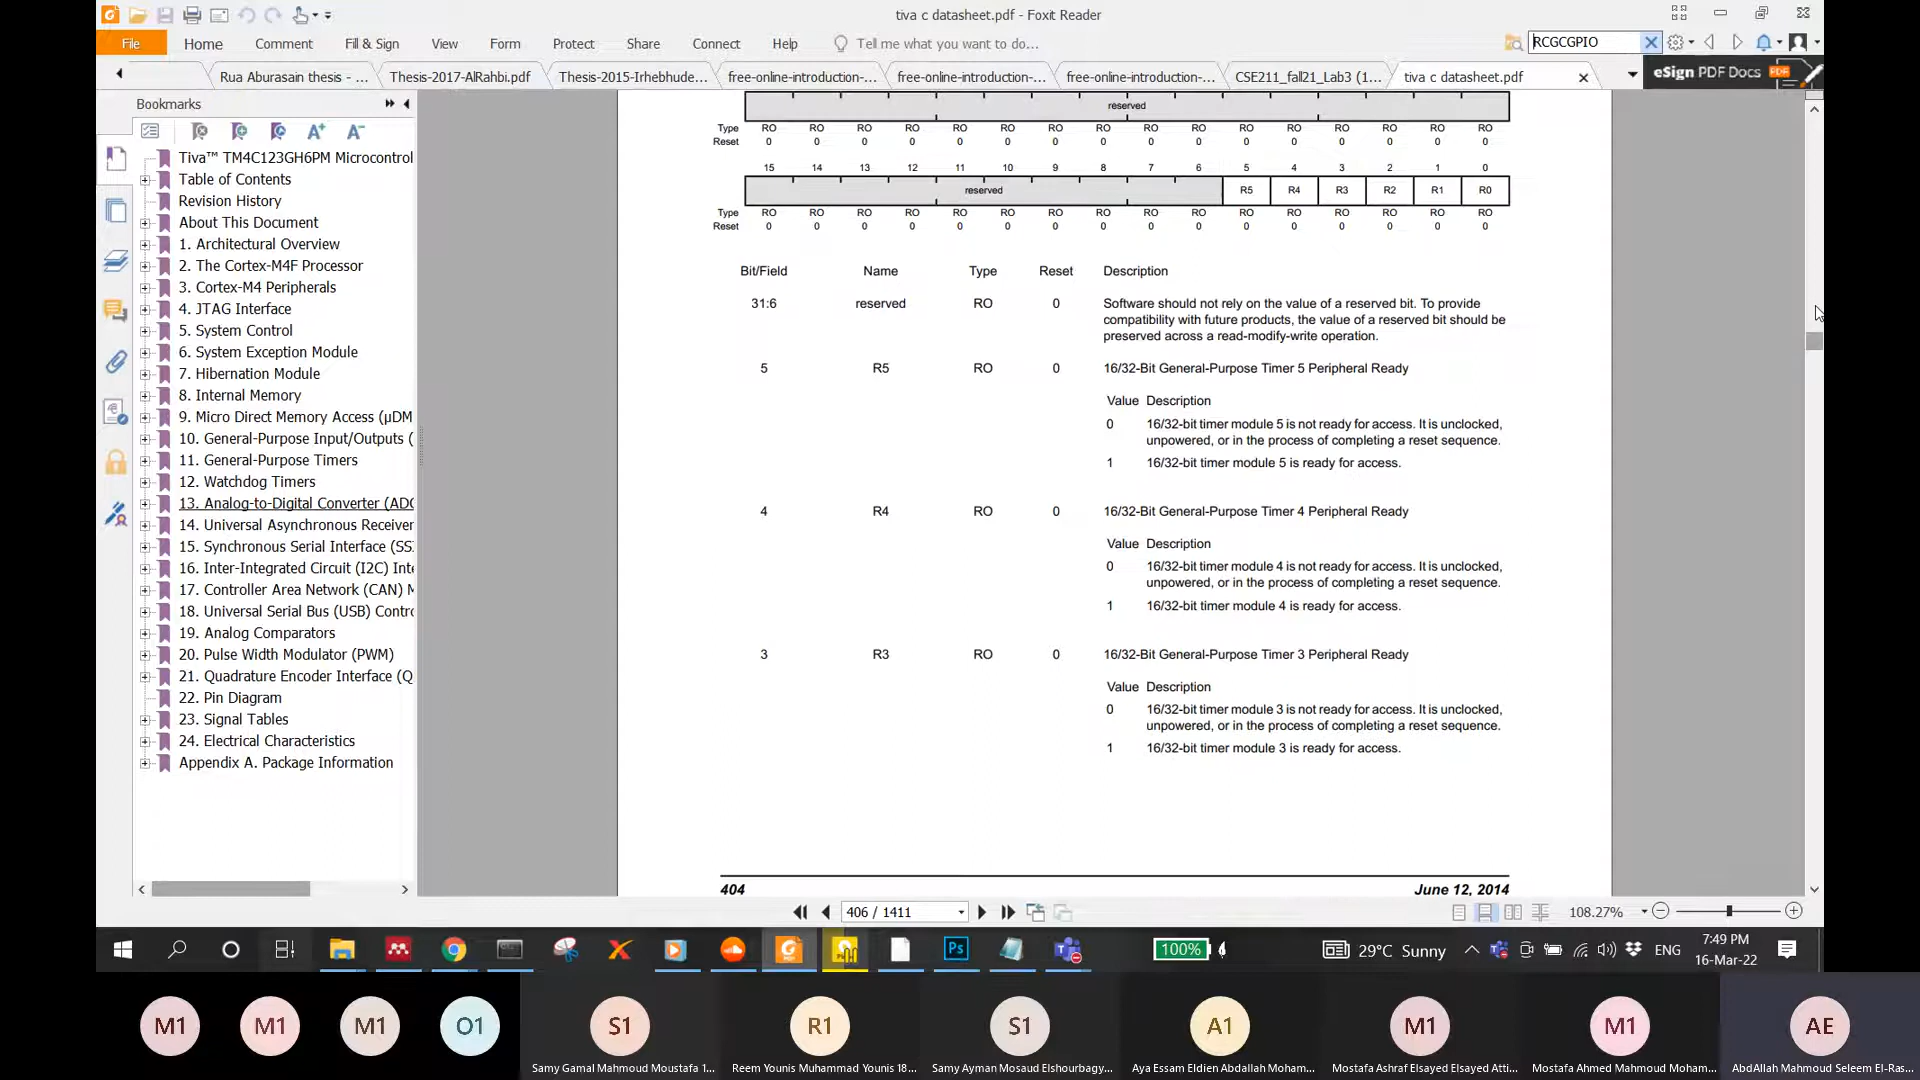 tiva c datasheet.pdf - Foxit Reader
File Home Comment Fill & Sign View Form Protect Share Connect Help Tell me what you want to do... RCGCGPIO
Rua Aburasain thesis - ... Thesis-2017-AlRahbi.pdf Thesis-2015-Irhebhude... free-online-introduction-... free-online-introduction-... free-online-introduction-... CSE211_fall21_Lab3 (1... tiva c datasheet.pdf eSign PDF Docs
Bookmarks
Tiva™ TM4C123GH6PM Microcontrol
Table of Contents
Revision History
About This Document
1. Architectural Overview
2. The Cortex-M4F Processor
3. Cortex-M4 Peripherals
4. JTAG Interface
5. System Control
6. System Exception Module
7. Hibernation Module
8. Internal Memory
9. Micro Direct Memory Access (µDM
10. General-Purpose Input/Outputs (
11. General-Purpose Timers
12. Watchdog Timers
13. Analog-to-Digital Converter (ADC
14. Universal Asynchronous Receiver
15. Synchronous Serial Interface (SS
16. Inter-Integrated Circuit (I2C) Inte
17. Controller Area Network (CAN) M
18. Universal Serial Bus (USB) Contro
19. Analog Comparators
20. Pulse Width Modulator (PWM)
21. Quadrature Encoder Interface (Q
22. Pin Diagram
23. Signal Tables
24. Electrical Characteristics
Appendix A. Package Information
reserved
Type RO RO RO RO RO RO RO RO RO RO RO RO RO RO RO RO
Reset 0 0 0 0 0 0 0 0 0 0 0 0 0 0 0 0
15 14 13 12 11 10 9 8 7 6 5 4 3 2 1 0
reserved R5 R4 R3 R2 R1 R0
Type RO RO RO RO RO RO RO RO RO RO RO RO RO RO RO RO
Reset 0 0 0 0 0 0 0 0 0 0 0 0 0 0 0 0
Bit/Field Name Type Reset Description
31:6 reserved RO 0 Software should not rely on the value of a reserved bit. To provide
compatibility with future products, the value of a reserved bit should be
preserved across a read-modify-write operation.
5 R5 RO 0 16/32-Bit General-Purpose Timer 5 Peripheral Ready
Value Description
0 16/32-bit timer module 5 is not ready for access. It is unclocked,
unpowered, or in the process of completing a reset sequence.
1 16/32-bit timer module 5 is ready for access.
4 R4 RO 0 16/32-Bit General-Purpose Timer 4 Peripheral Ready
Value Description
0 16/32-bit timer module 4 is not ready for access. It is unclocked,
unpowered, or in the process of completing a reset sequence.
1 16/32-bit timer module 4 is ready for access.
3 R3 RO 0 16/32-Bit General-Purpose Timer 3 Peripheral Ready
Value Description
0 16/32-bit timer module 3 is not ready for access. It is unclocked,
unpowered, or in the process of completing a reset sequence.
1 16/32-bit timer module 3 is ready for access.
404 June 12, 2014
406 / 1411 108.27%
100% 29°C Sunny ENG 7:49 PM
16-Mar-22
M1 M1 M1 O1 S1 R1 S1 A1 M1 M1 AE
Samy Gamal Mahmoud Moustafa 1... Reem Younis Muhammad Younis 18... Samy Ayman Mosaud Elshourbagy... Aya Essam Eldien Abdallah Moham... Mostafa Ashraf Elsayed Elsayed Atti... Mostafa Ahmed Mahmoud Moham... AbdAllah Mahmoud Seleem El-Ras...